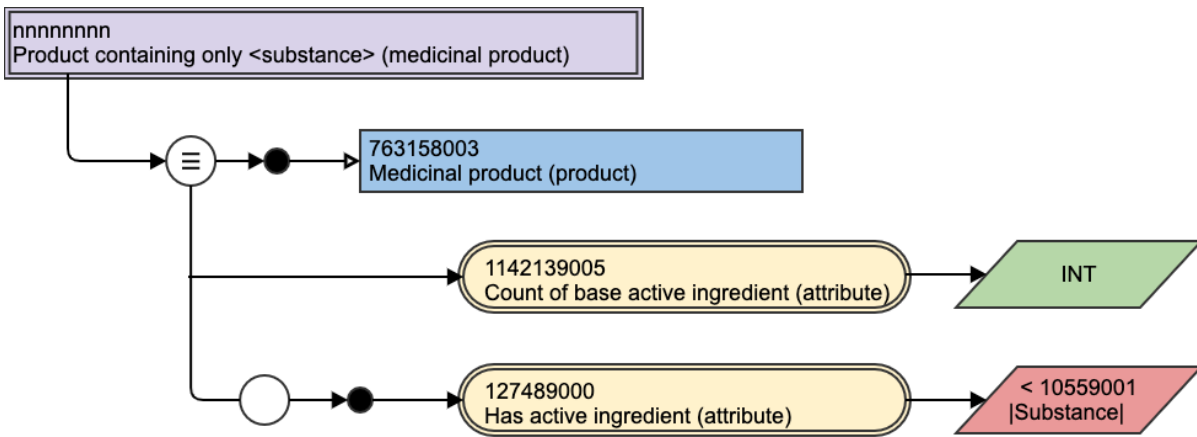 nnnnnnnn
Product containing only <substance> (medicinal product)
≡
763158003
Medicinal product (product)
1142139005
Count of base active ingredient (attribute)
INT
127489000
Has active ingredient (attribute)
< 10559001
|Substance|